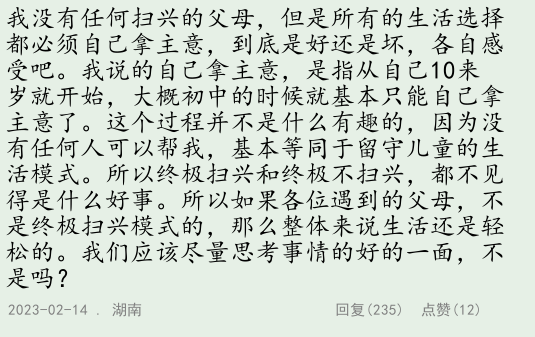 我没有任何扫兴的父母，但是所有的生活选择
都必须自己拿主意，到底是好还是坏，各自感
受吧。我说的自己拿主意，是指从自己10来
岁就开始，大概初中的时候就基本只能自己拿
主意了。这个过程并不是什么有趣的，因为没
有任何人可以帮我，基本等同于留守儿童的生
活模式。所以终极扫兴和终极不扫兴，都不见
得是什么好事。所以如果各位遇到的父母，不
是终极扫兴模式的，那么整体来说生活还是轻
松的。我们应该尽量思考事情的好的一面，不
是吗？
2023-02-14 . 湖南 回复(235) 点赞(12)